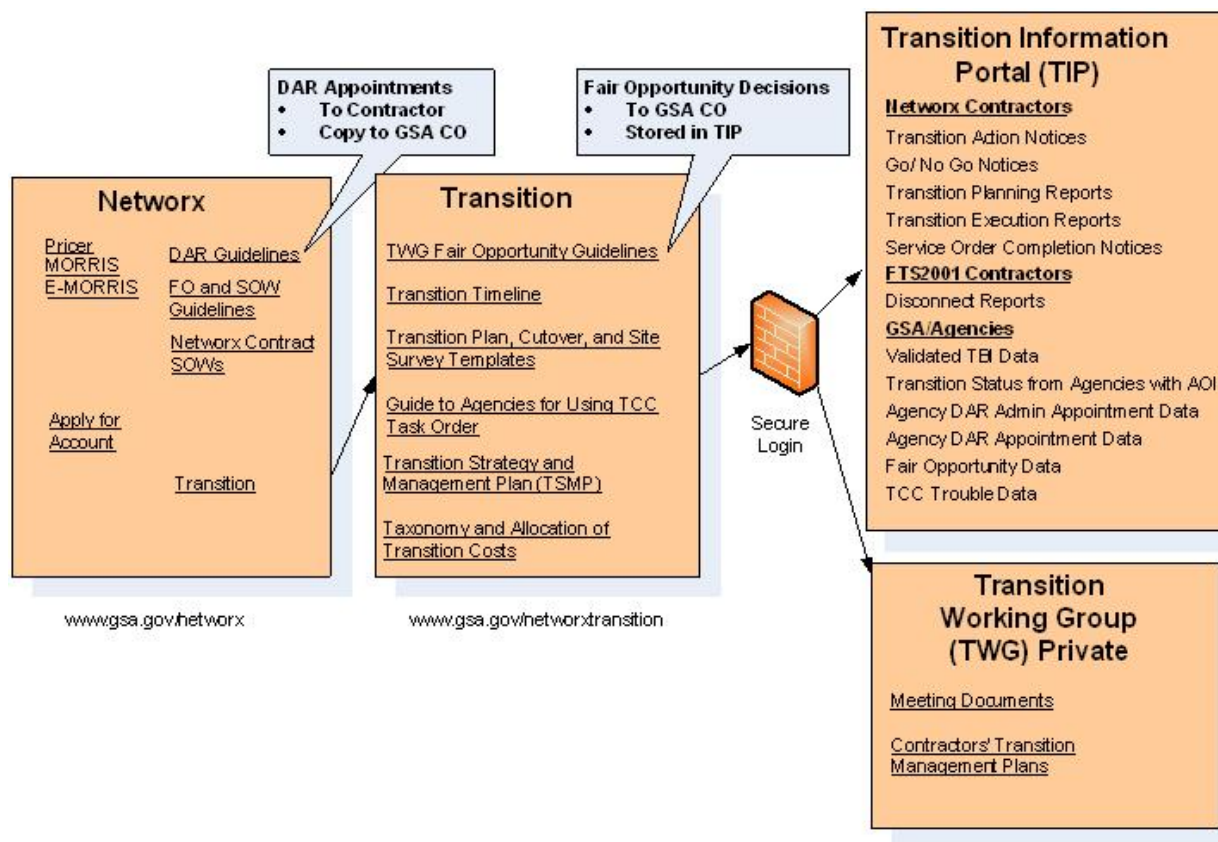 DAR Appointments
• To Contractor
• Copy to GSA CO
Fair Opportunity Decisions
• To GSA CO
• Stored in TIP
Networx
Pricer
MORRIS
E-MORRIS
Apply for
Account
DAR Guidelines
FO and SOW
Guidelines
Networx Contract
SOWs
Transition
www.gsa.gov/networx
Transition
TWG Fair Opportunity Guidelines
Transition Timeline
Transition Plan, Cutover, and Site
Survey Templates
Guide to Agencies for Using TCC
Task Order
Transition Strategy and
Management Plan (TSMP)
Taxonomy and Allocation of
Transition Costs
www.gsa.gov/networxtransition
Secure
Login
Transition Information
Portal (TIP)
Networx Contractors
Transition Action Notices
Go/ No Go Notices
Transition Planning Reports
Transition Execution Reports
Service Order Completion Notices
FTS2001 Contractors
Disconnect Reports
GSA/Agencies
Validated TBI Data
Transition Status from Agencies with AOI
Agency DAR Admin Appointment Data
Agency DAR Appointment Data
Fair Opportunity Data
TCC Trouble Data
Transition
Working Group
(TWG) Private
Meeting Documents
Contractors' Transition
Management Plans